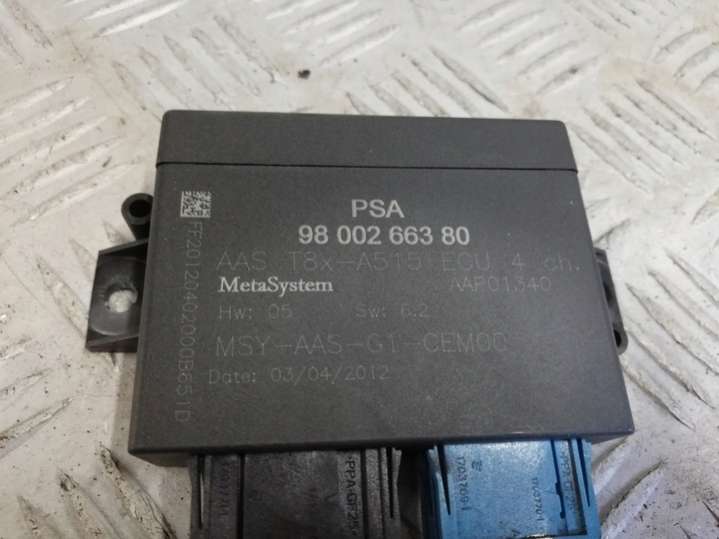 PSA
98 002 663 80
AAS T8x-A515 ECU 4 ch.
MetaSystem AAP01340
Hw: 05 Sw: 6.2
MSY-AAS-G1-CEM00
Date: 03/04/2012
FF20120402000B6S1D